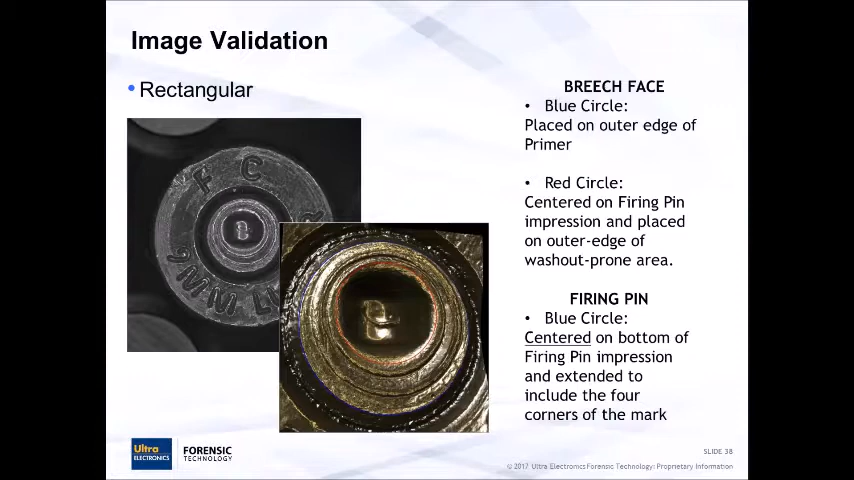 Image Validation
• Rectangular
F C
9MM LU
BREECH FACE
• Blue Circle:
Placed on outer edge of
Primer
• Red Circle:
Centered on Firing Pin
impression and placed
on outer-edge of
washout-prone area.
FIRING PIN
• Blue Circle:
Centered on bottom of
Firing Pin impression
and extended to
include the four
corners of the mark
Ultra
ELECTRONICS
FORENSIC
TECHNOLOGY
SLIDE 38
© 2017 Ultra Electronics Forensic Technology: Proprietary Information